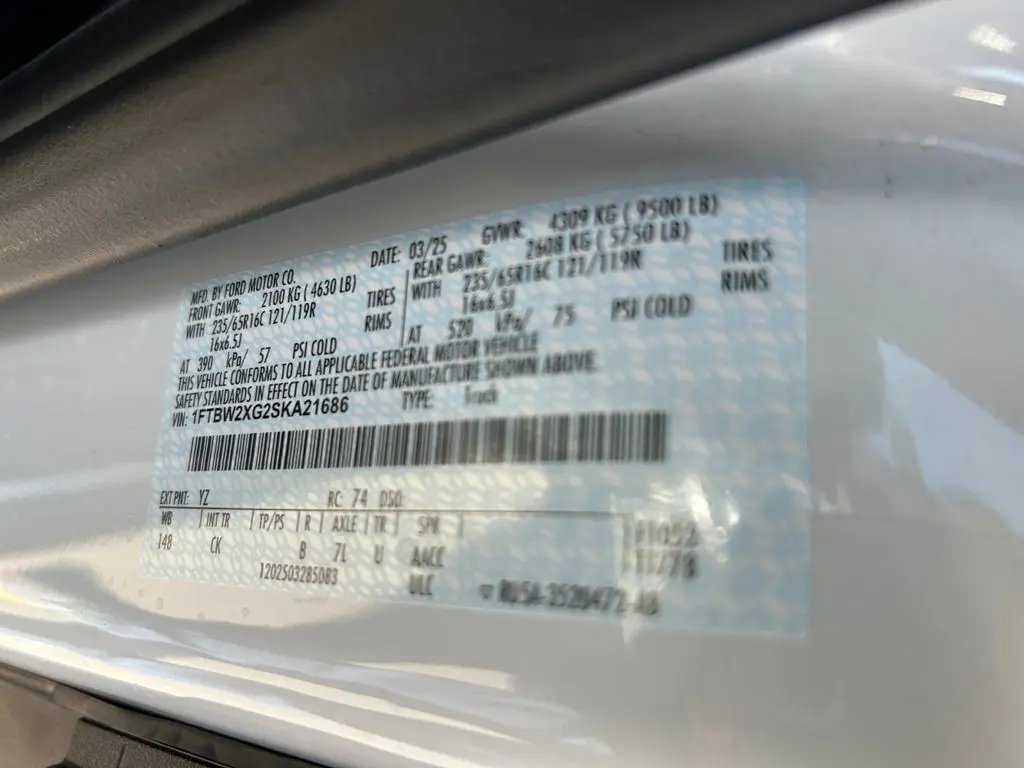 MFD. BY FORD MOTOR CO.
DATE: 03/25 GVWR: 4309 KG ( 9500 LB)
FRONT GAWR: 2100 KG ( 4630 LB)
REAR GAWR: 2608 KG ( 5750 LB)
WITH 235/65R16C 121/119R TIRES
WITH 235/65R16C 121/119R TIRES
16x6.5J RIMS
16x6.5J RIMS
AT 390 kPa/ 57 PSI COLD
AT 520 kPa/ 75 PSI COLD
THIS VEHICLE CONFORMS TO ALL APPLICABLE FEDERAL MOTOR VEHICLE
SAFETY STANDARDS IN EFFECT ON THE DATE OF MANUFACTURE SHOWN ABOVE.
VIN: 1FTBW2XG2SKA21686 TYPE: Truck
EXT PNT: YZ RC: 74 DSO:
WB INT TR TP/PS R AXLE TR SPR
148 CK B 7L U AACC
1202503285083 ULC
11/78